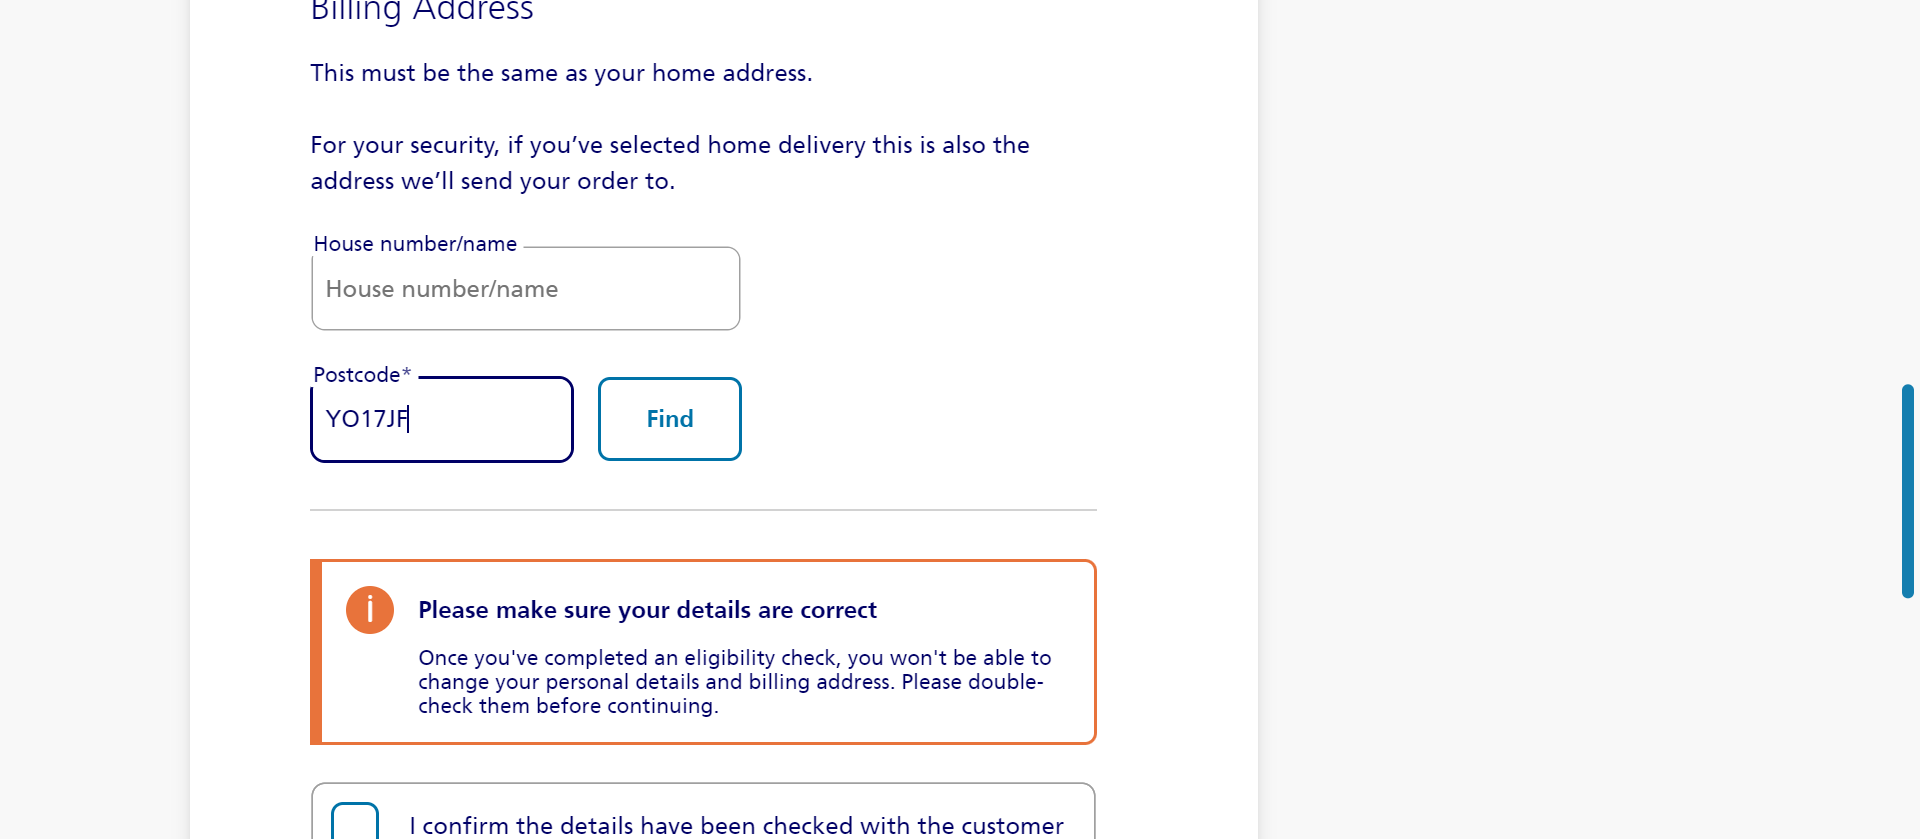 Billing Address
This must be the same as your home address.
For your security, if you’ve selected home delivery this is also the
address we’ll send your order to.
House number/name
House number/name
Postcode*
YO17JF
Find
i
Please make sure your details are correct
Once you've completed an eligibility check, you won't be able to
change your personal details and billing address. Please double-
check them before continuing.
I confirm the details have been checked with the customer